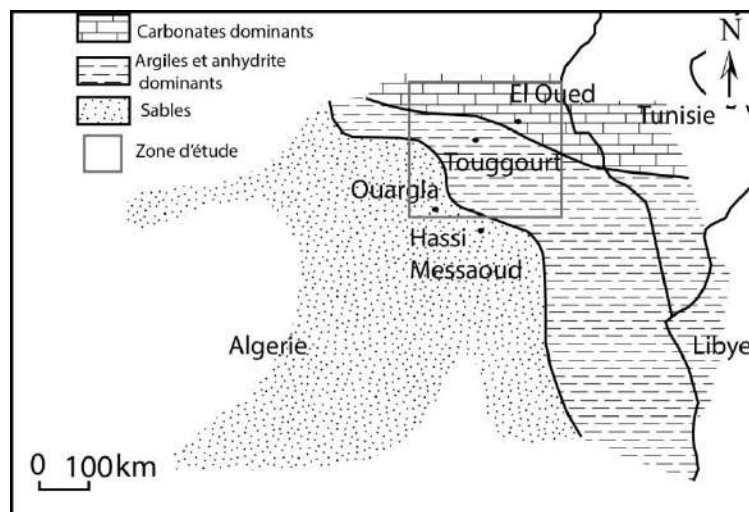 Carbonates dominants
Argiles et anhydrite
dominants
Sables
Zone d'étude
N
El Oued
Tunisie
Touggourt
Ouargla
Hassi
Messaoud
Algerie
Libye
0 100km